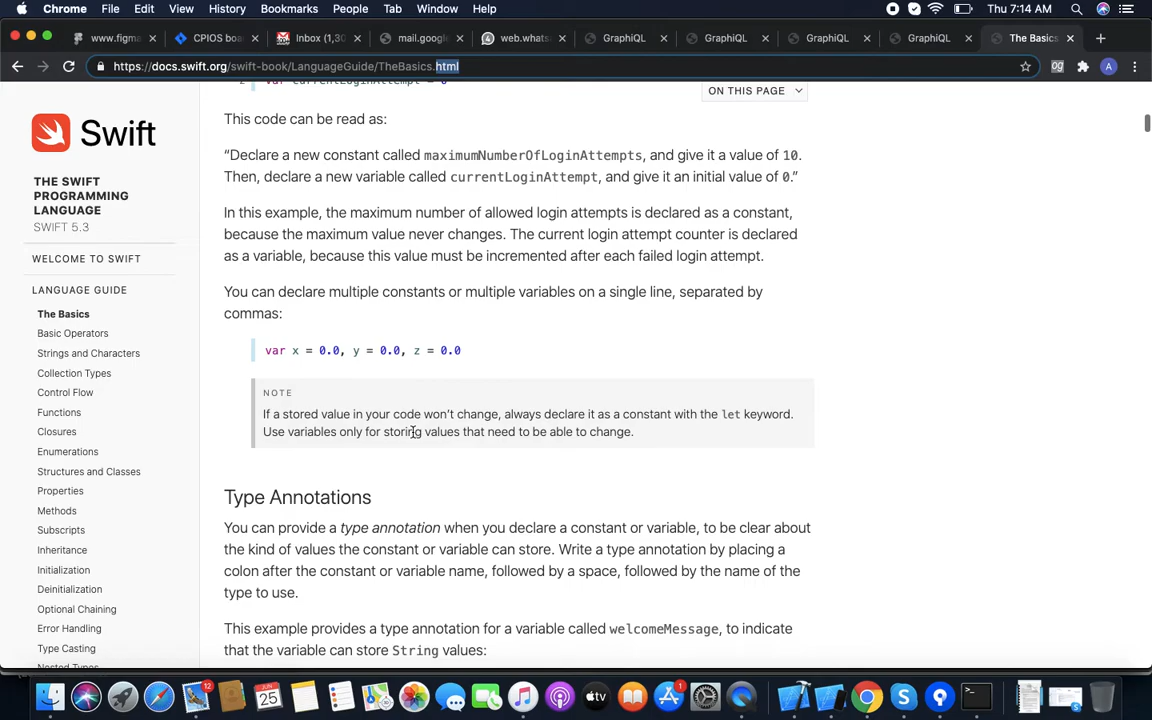 Chrome File Edit View History Bookmarks People Tab Window Help Thu 7:14 AM
www.figma CPIOS boa Inbox (1,30 mail.google web.whats GraphiQL GraphiQL GraphiQL GraphiQL The Basics
https://docs.swift.org/swift-book/LanguageGuide/TheBasics.html A
2 var currentLoginAttempt = 0
ON THIS PAGE
Swift
THE SWIFT
PROGRAMMING
LANGUAGE
SWIFT 5.3
WELCOME TO SWIFT
LANGUAGE GUIDE
The Basics
Basic Operators
Strings and Characters
Collection Types
Control Flow
Functions
Closures
Enumerations
Structures and Classes
Properties
Methods
Subscripts
Inheritance
Initialization
Deinitialization
Optional Chaining
Error Handling
Type Casting
Nested Types
This code can be read as:
“Declare a new constant called maximumNumberOfLoginAttempts, and give it a value of 10.
Then, declare a new variable called currentLoginAttempt, and give it an initial value of 0.”
In this example, the maximum number of allowed login attempts is declared as a constant,
because the maximum value never changes. The current login attempt counter is declared
as a variable, because this value must be incremented after each failed login attempt.
You can declare multiple constants or multiple variables on a single line, separated by
commas:
var x = 0.0, y = 0.0, z = 0.0
NOTE
If a stored value in your code won’t change, always declare it as a constant with the let keyword.
Use variables only for storing values that need to be able to change.
Type Annotations
You can provide a type annotation when you declare a constant or variable, to be clear about
the kind of values the constant or variable can store. Write a type annotation by placing a
colon after the constant or variable name, followed by a space, followed by the name of the
type to use.
This example provides a type annotation for a variable called welcomeMessage, to indicate
that the variable can store String values:
12
JUN
25
tv
1